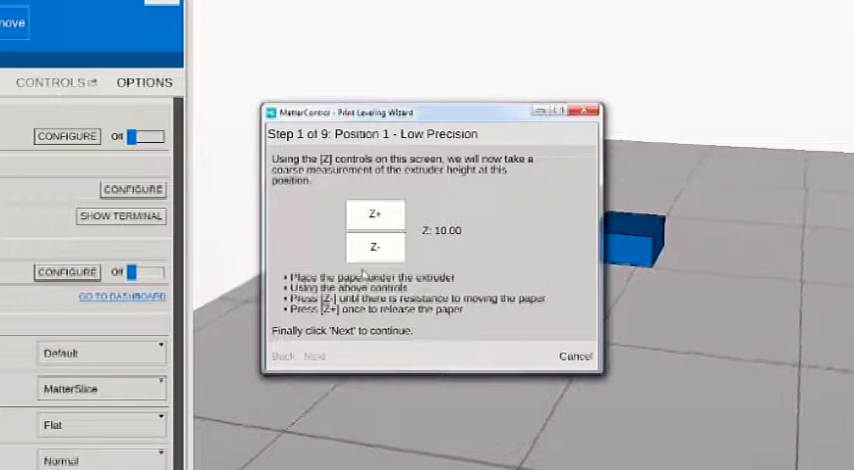 nove
CONTROLS
OPTIONS
CONFIGURE
Off
CONFIGURE
SHOW TERMINAL
CONFIGURE
Off
GO TO DASHBOARD
Default
MatterSlice
Flat
Normal
MatterControl - Print Leveling Wizard
Step 1 of 9: Position 1 - Low Precision
Using the [Z] controls on this screen, we will now take a
coarse measurement of the extruder height at this
position.
Z+
Z: 10.00
Z-
• Place the paper under the extruder
• Using the above controls
• Press [Z-] until there is resistance to moving the paper
• Press [Z+] once to release the paper
Finally click 'Next' to continue.
Back Next
Cancel